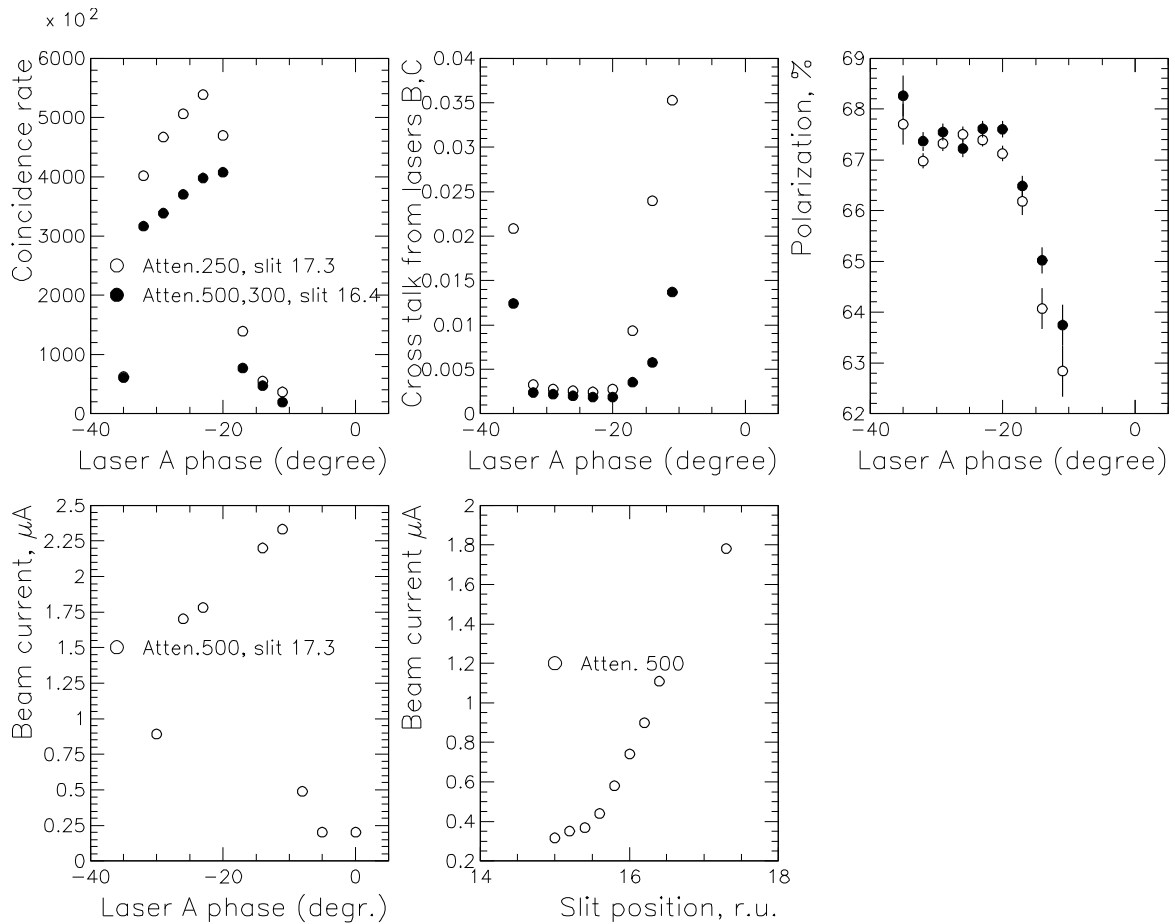 × 10²
Coincidence rate
6000
5000
4000
3000
2000
1000
0
Atten.250, slit 17.3
Atten.500,300, slit 16.4
−40 −20 0
Laser A phase (degree)
Cross talk from lasers B,C
0.04
0.035
0.03
0.025
0.02
0.015
0.01
0.005
0
−40 −20 0
Laser A phase (degree)
Polarization, %
69
68
67
66
65
64
63
62
−40 −20 0
Laser A phase (degree)
Beam current, μA
2.5
2.25
2
1.75
1.5
1.25
1
0.75
0.5
0.25
0
Atten.500, slit 17.3
−40 −20 0
Laser A phase (degr.)
Beam current μA
2
1.8
1.6
1.4
1.2
1
0.8
0.6
0.4
0.2
Atten. 500
14 16 18
Slit position, r.u.